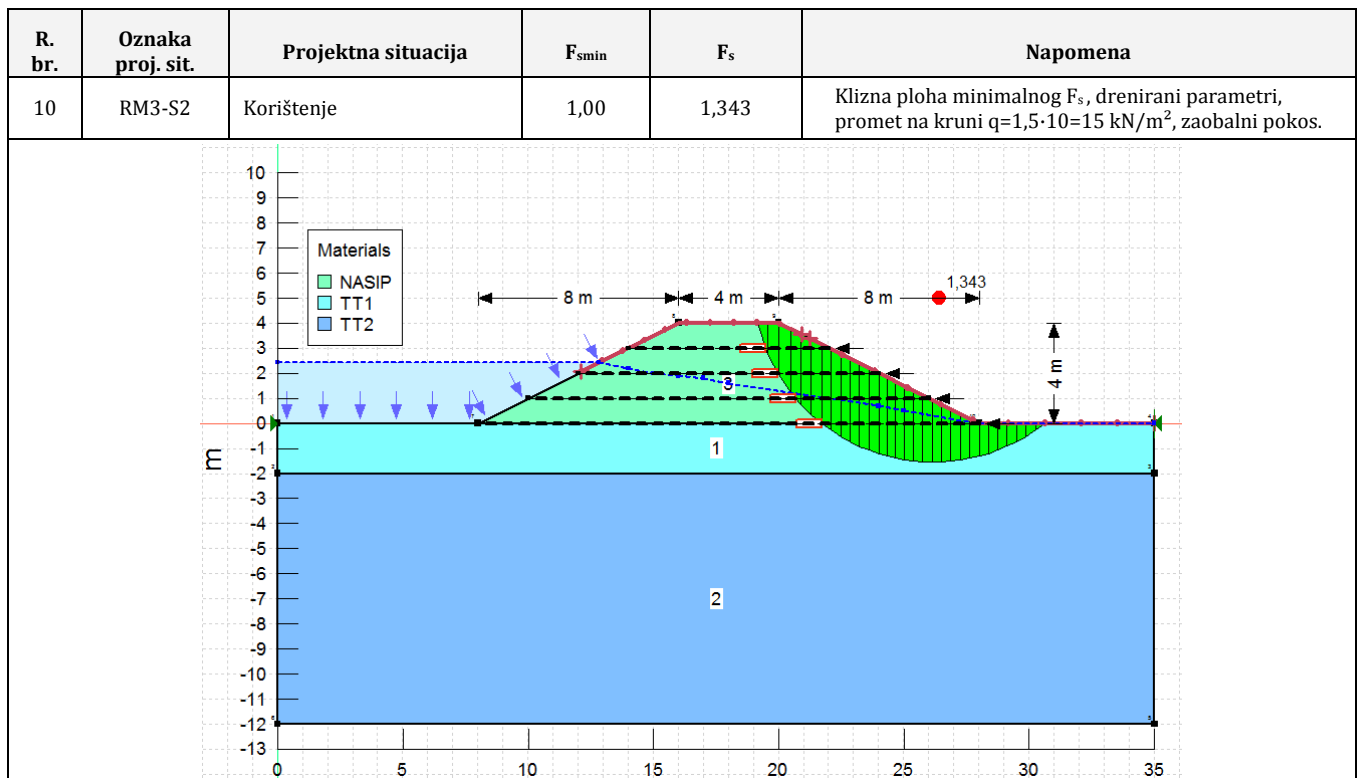 R. br. Oznaka proj. sit. Projektna situacija Fsmin Fs Napomena
10 RM3-S2 Korištenje 1,00 1,343 Klizna ploha minimalnog Fs, drenirani parametri,
promet na kruni q=1,5·10=15 kN/m², zaobalni pokos.
10
9
8
7
6
5
4
3
2
1
0
-1
-2
-3
-4
-5
-6
-7
-8
-9
-10
-11
-12
-13
m
Materials
NASIP
TT1
TT2
8 m
4 m
8 m
1,343
4 m
3
1
2
0 5 10 15 20 25 30 35